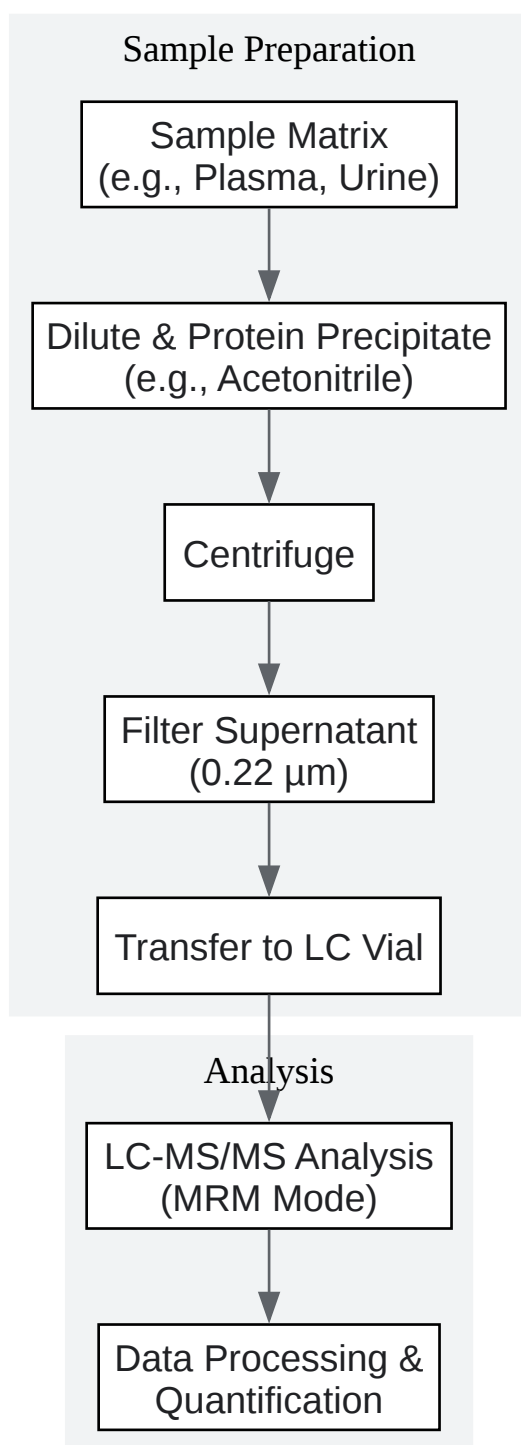 Sample Preparation
Sample Matrix
(e.g., Plasma, Urine)
Dilute & Protein Precipitate
(e.g., Acetonitrile)
Centrifuge
Filter Supernatant
(0.22 µm)
Transfer to LC Vial
Analysis
LC-MS/MS Analysis
(MRM Mode)
Data Processing &
Quantification